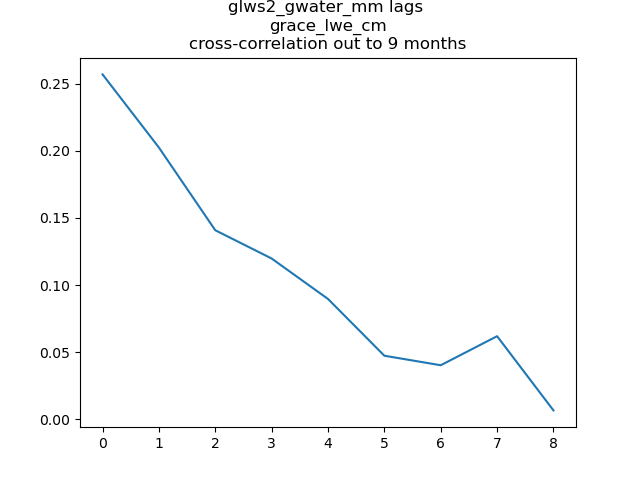 glws2_gwater_mm lags
grace_lwe_cm
cross-correlation out to 9 months
0.25
0.20
0.15
0.10
0.05
0.00
0 1 2 3 4 5 6 7 8